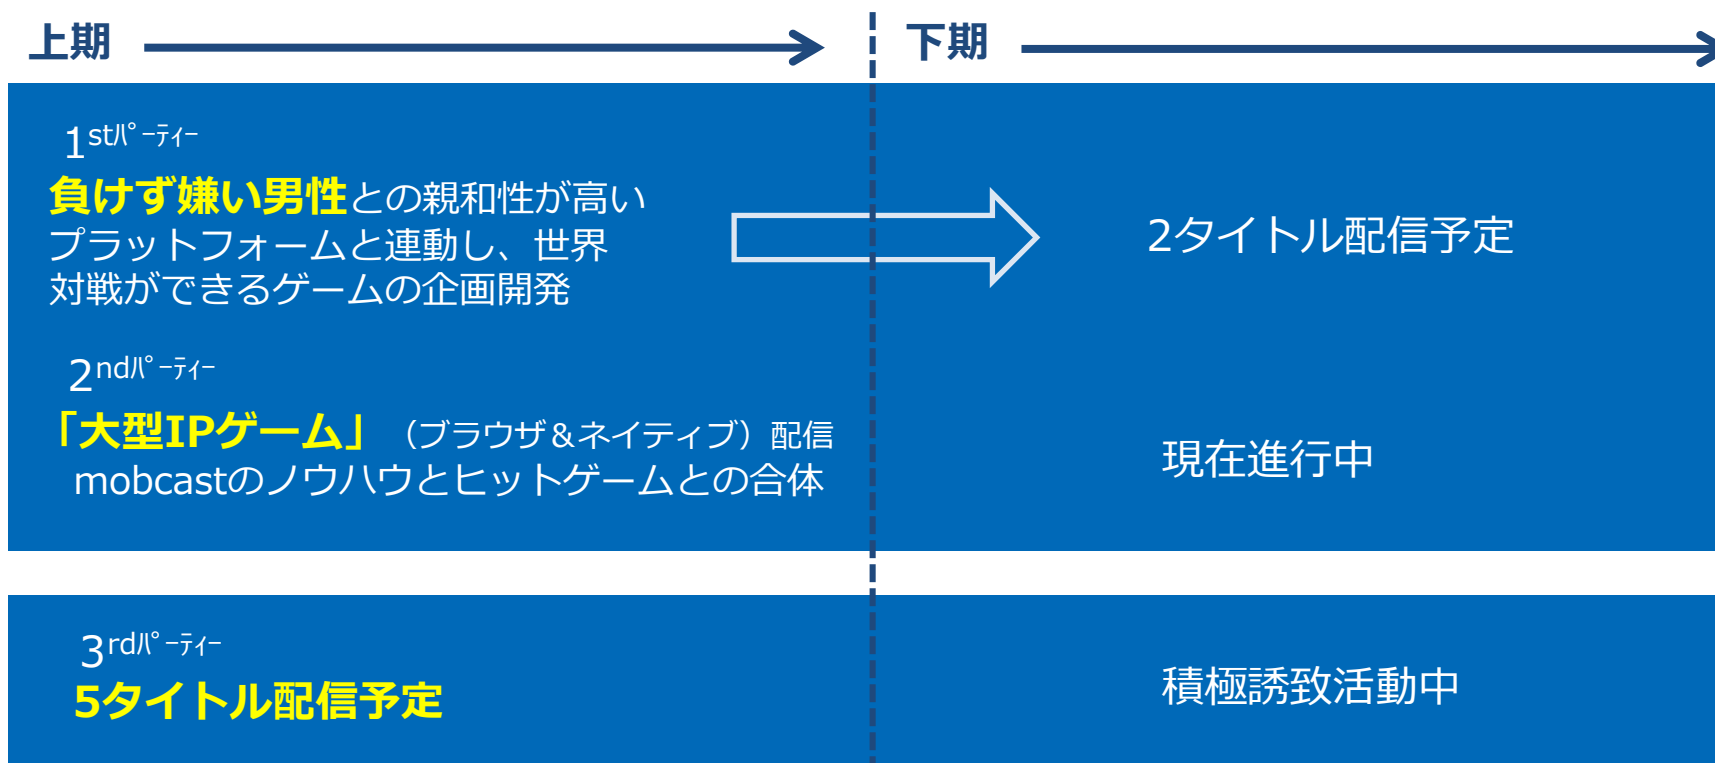 上期
下期
1stパーティー
負けず嫌い男性との親和性が高い
プラットフォームと連動し、世界
対戦ができるゲームの企画開発
2タイトル配信予定
2ndパーティー
「大型IPゲーム」（ブラウザ＆ネイティブ）配信
mobcastのノウハウとヒットゲームとの合体
現在進行中
3rdパーティー
5タイトル配信予定
積極誘致活動中